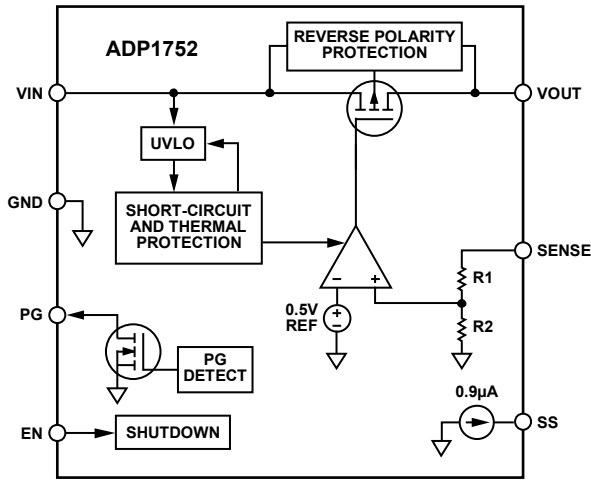 ADP1752
REVERSE POLARITY
PROTECTION
VIN
VOUT
UVLO
GND
SHORT-CIRCUIT
AND THERMAL
PROTECTION
SENSE
R1
– +
0.5V
REF
+
–
R2
PG
PG
DETECT
0.9µA
EN
SHUTDOWN
SS